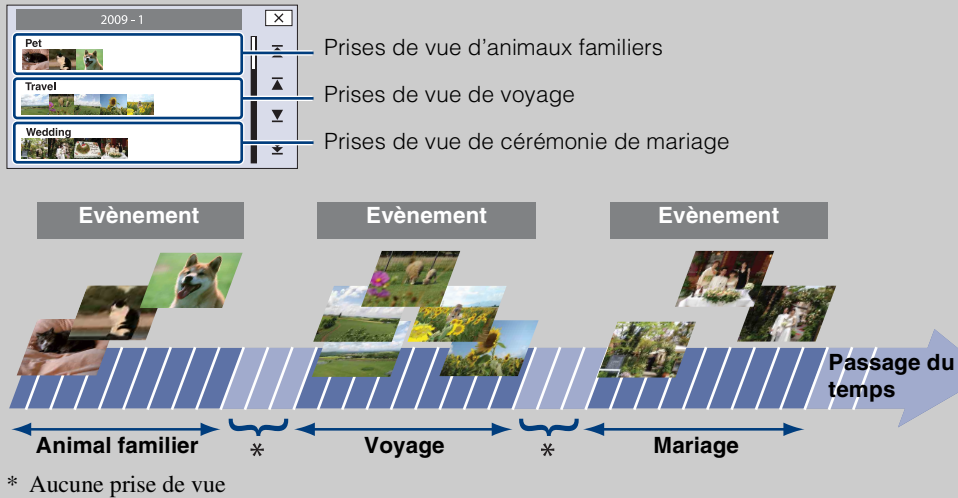 2009 - 1
Pet
Prises de vue d'animaux familiers
Travel
Prises de vue de voyage
Wedding
Prises de vue de cérémonie de mariage
Evènement Evènement Evènement
Passage du
temps
Animal familier * Voyage * Mariage
* Aucune prise de vue